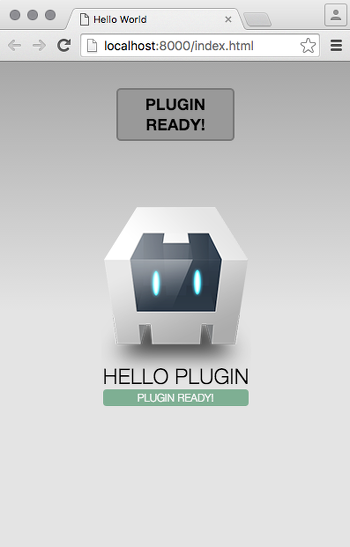 Hello World
localhost:8000/index.html
PLUGIN
READY!
HELLO PLUGIN
PLUGIN READY!